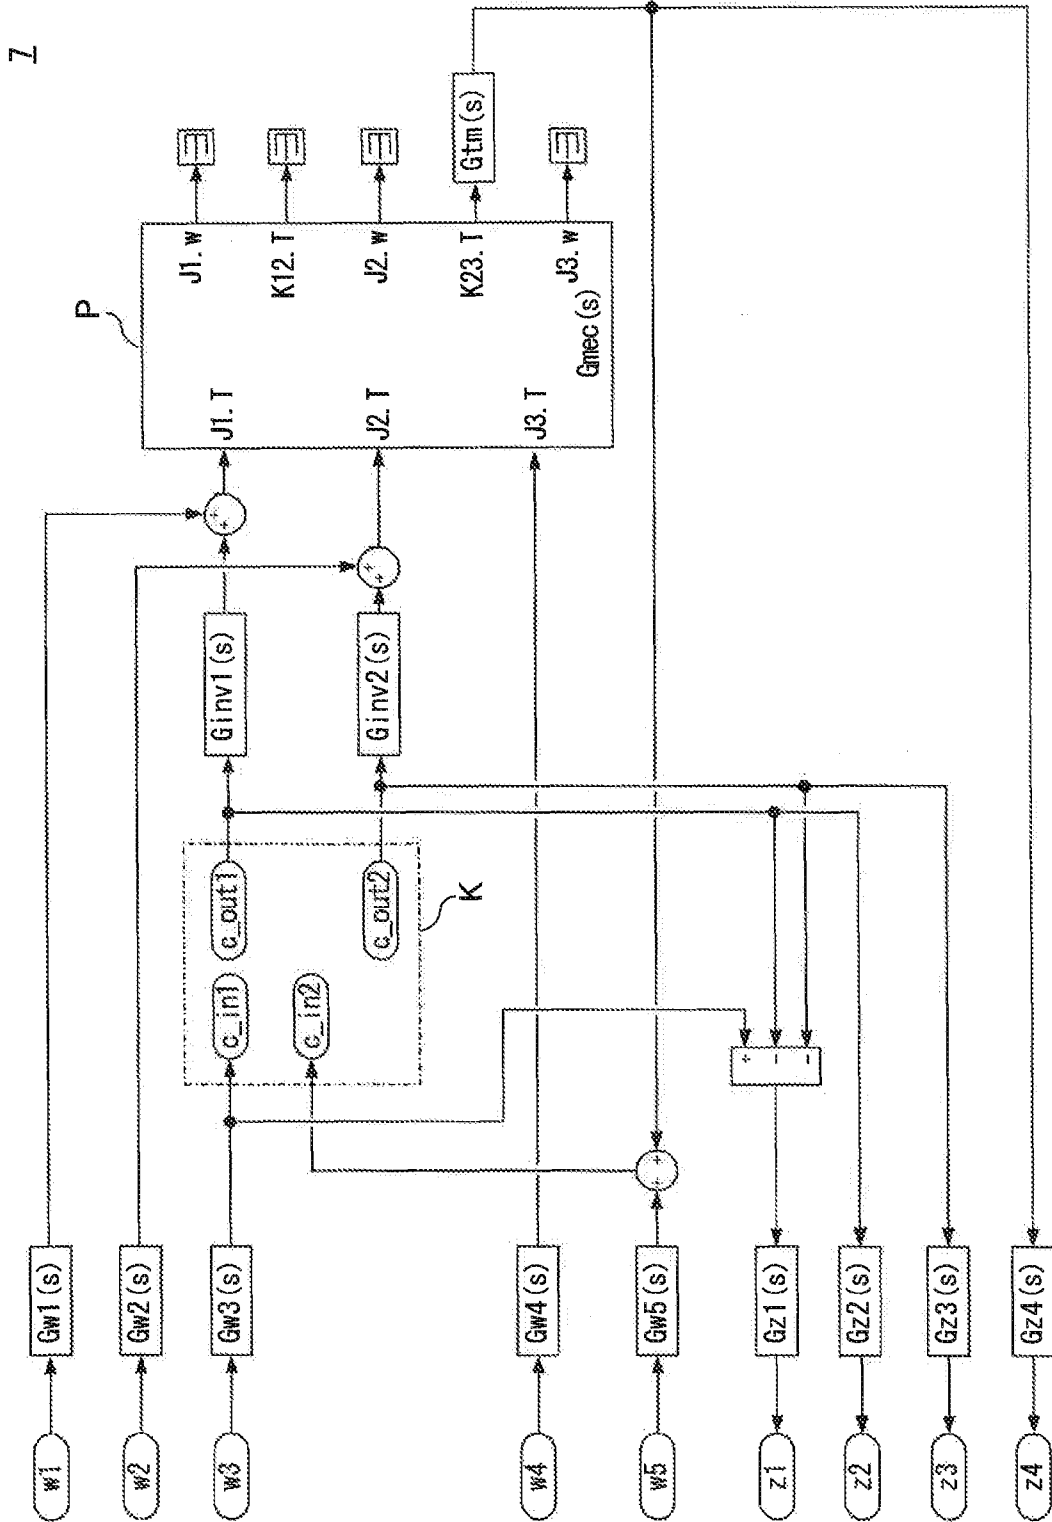 7
w1
Gw1(s)
w2
Gw2(s)
w3
Gw3(s)
w4
Gw4(s)
w5
Gw5(s)
z1
Gz1(s)
z2
Gz2(s)
z3
Gz3(s)
z4
Gz4(s)
c_in1
c_in2
c_out1
c_out2
K
+
-
-
+
+
Ginv1(s)
Ginv2(s)
+
+
+
+
P
J1.T
J2.T
J3.T
Gmec(s)
J1.w
K12.T
J2.w
K23.T
J3.w
Gtm(s)